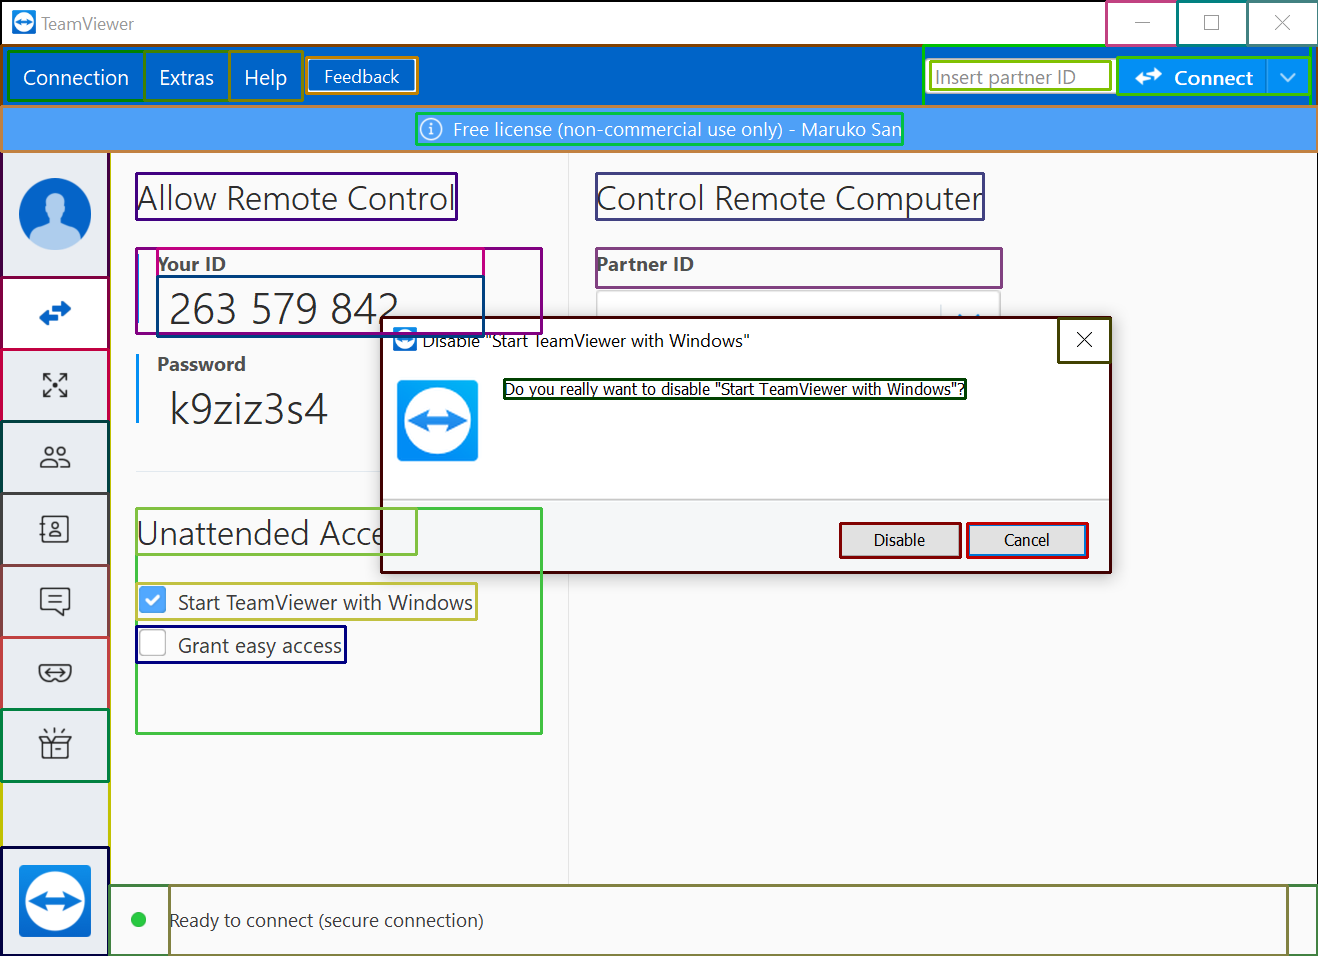 TeamViewer
Connection Extras Help Feedback
Insert partner ID Connect
Free license (non-commercial use only) - Maruko San
Allow Remote Control
Your ID
263 579 842
Password
k9ziz3s4
Unattended Acce
Start TeamViewer with Windows
Grant easy access
Control Remote Computer
Partner ID
Disable "Start TeamViewer with Windows"
Do you really want to disable "Start TeamViewer with Windows"?
Disable Cancel
Ready to connect (secure connection)